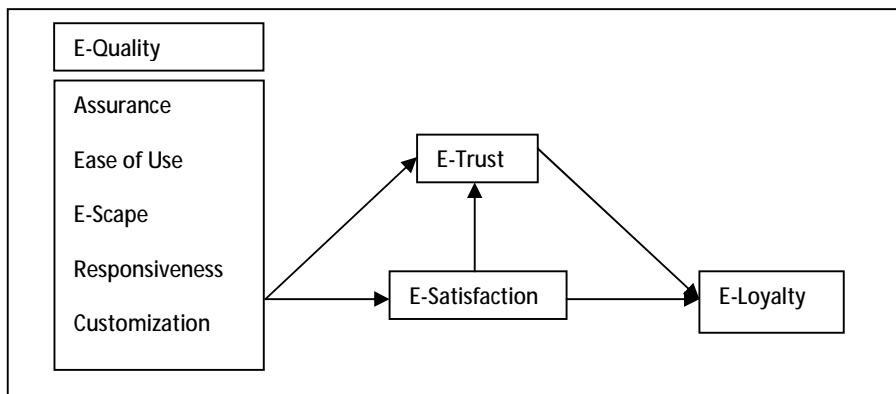 E-Quality
Assurance
Ease of Use
E-Scape
Responsiveness
Customization
E-Trust
E-Satisfaction
E-Loyalty